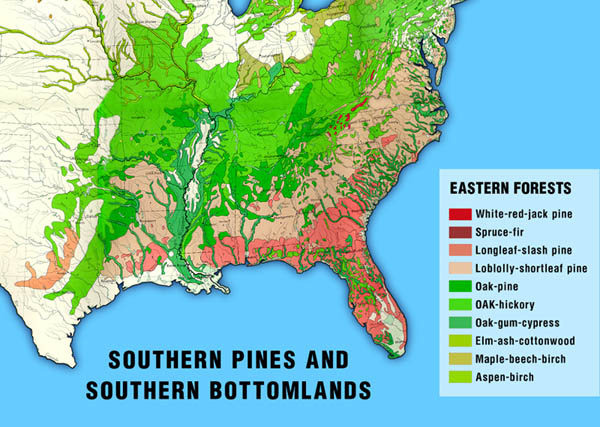 EASTERN FORESTS
White-red-jack pine
Spruce-fir
Longleaf-slash pine
Loblolly-shortleaf pine
Oak-pine
OAK-hickory
Oak-gum-cypress
Elm-ash-cottonwood
Maple-beech-birch
Aspen-birch
SOUTHERN PINES AND
SOUTHERN BOTTOMLANDS